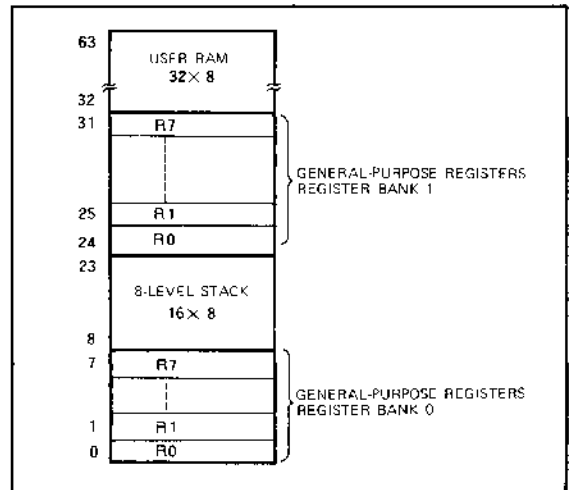 63
USER RAM
32 × 8
32
31
R7
GENERAL-PURPOSE REGISTERS
REGISTER BANK 1
25
R1
24
R0
23
8-LEVEL STACK
16 × 8
8
7
R7
GENERAL-PURPOSE REGISTERS
REGISTER BANK 0
1
R1
0
R0